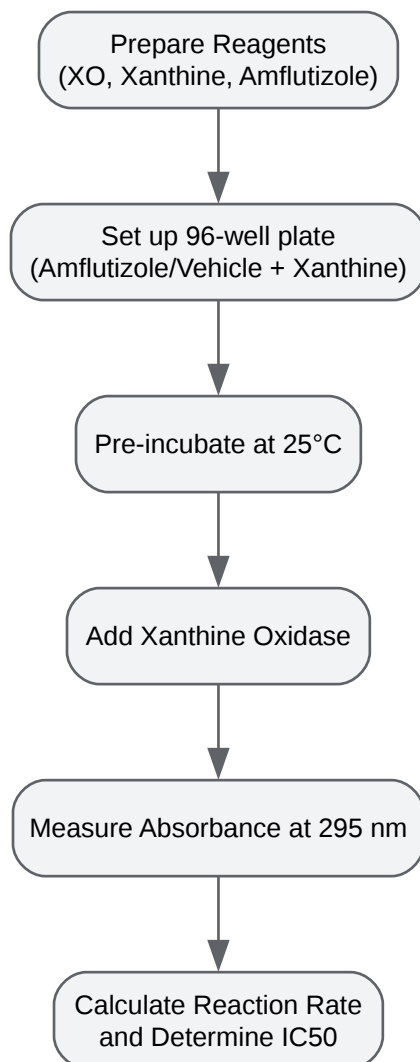 Prepare Reagents
(XO, Xanthine, Amflutizole)
Set up 96-well plate
(Amflutizole/Vehicle + Xanthine)
Pre-incubate at 25°C
Add Xanthine Oxidase
Measure Absorbance at 295 nm
Calculate Reaction Rate
and Determine IC50